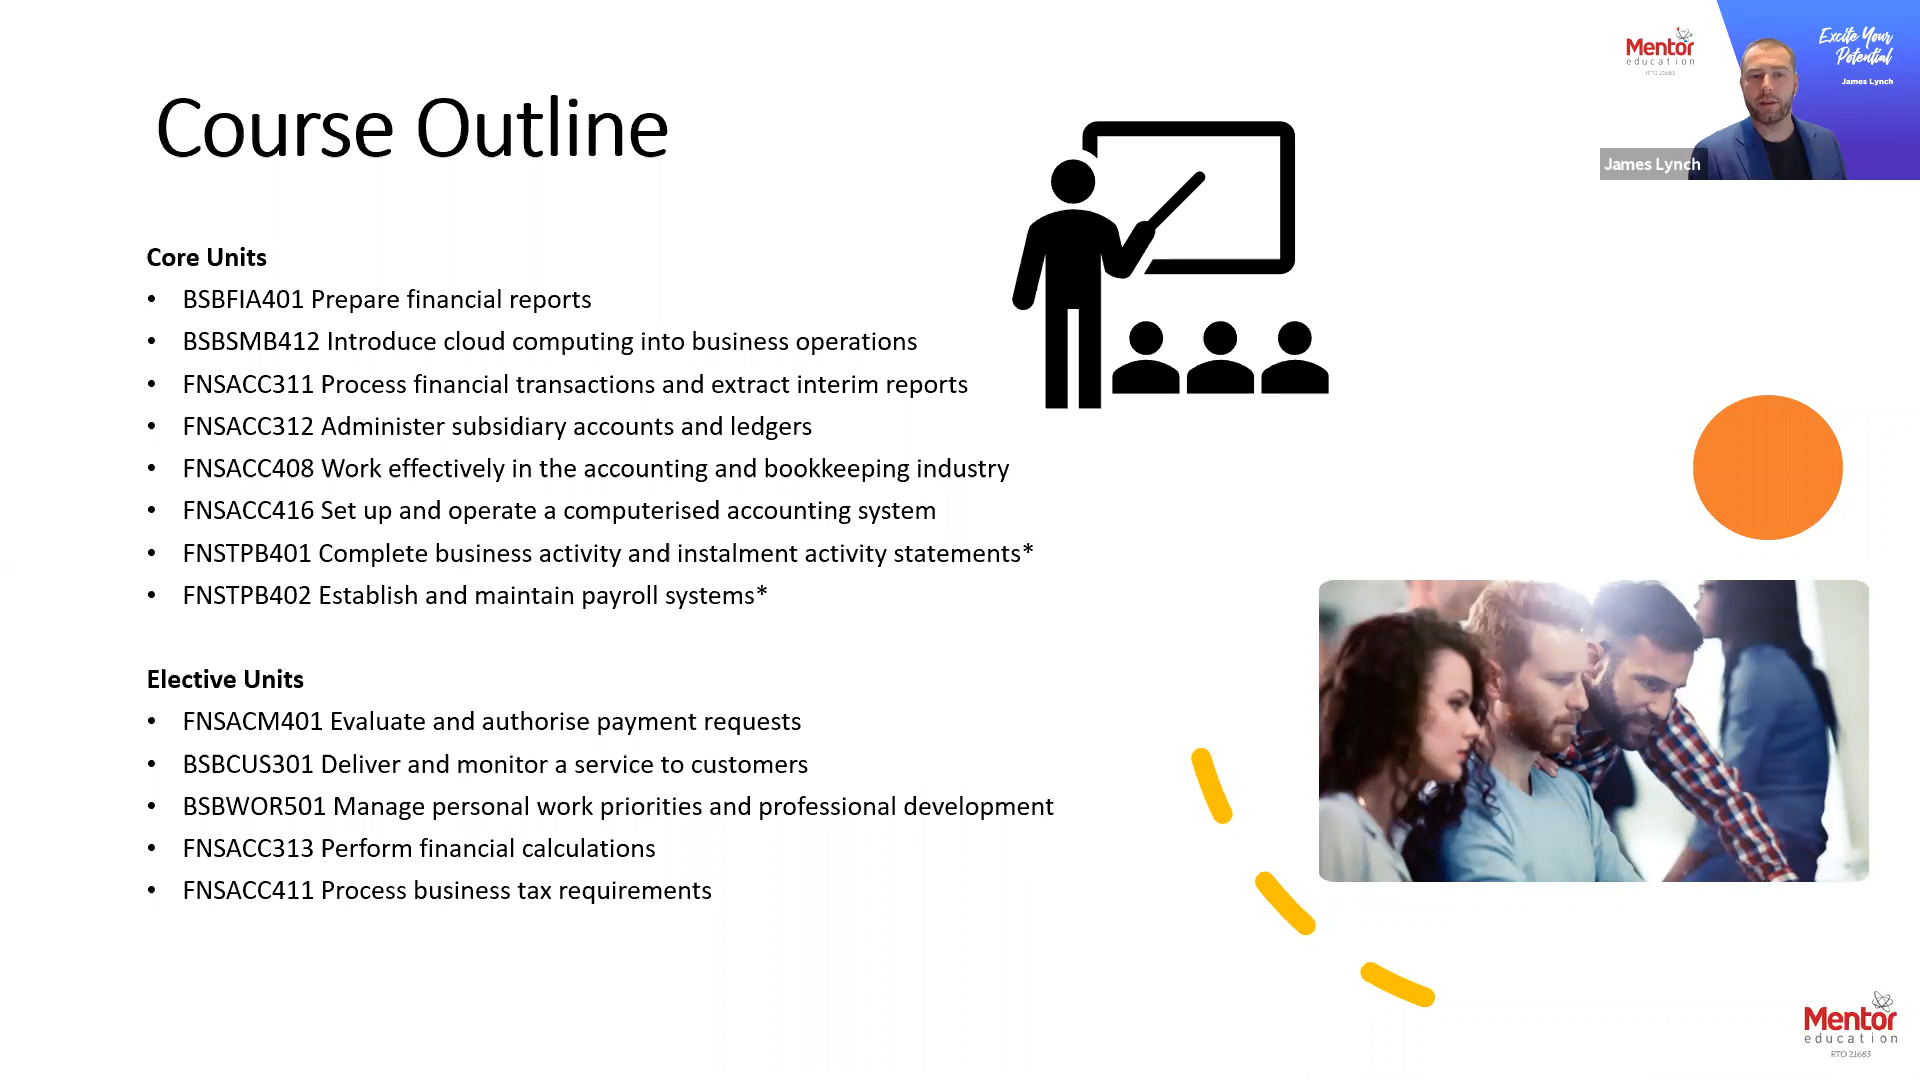 Course Outline
Core Units
• BSBFIA401 Prepare financial reports
• BSBSMB412 Introduce cloud computing into business operations
• FNSACC311 Process financial transactions and extract interim reports
• FNSACC312 Administer subsidiary accounts and ledgers
• FNSACC408 Work effectively in the accounting and bookkeeping industry
• FNSACC416 Set up and operate a computerised accounting system
• FNSTPB401 Complete business activity and instalment activity statements*
• FNSTPB402 Establish and maintain payroll systems*
Elective Units
• FNSACM401 Evaluate and authorise payment requests
• BSBCUS301 Deliver and monitor a service to customers
• BSBWOR501 Manage personal work priorities and professional development
• FNSACC313 Perform financial calculations
• FNSACC411 Process business tax requirements
Mentor
education
RTO 21683
Excite Your
Potential
James Lynch
James Lynch
Mentor
education
RTO 21683